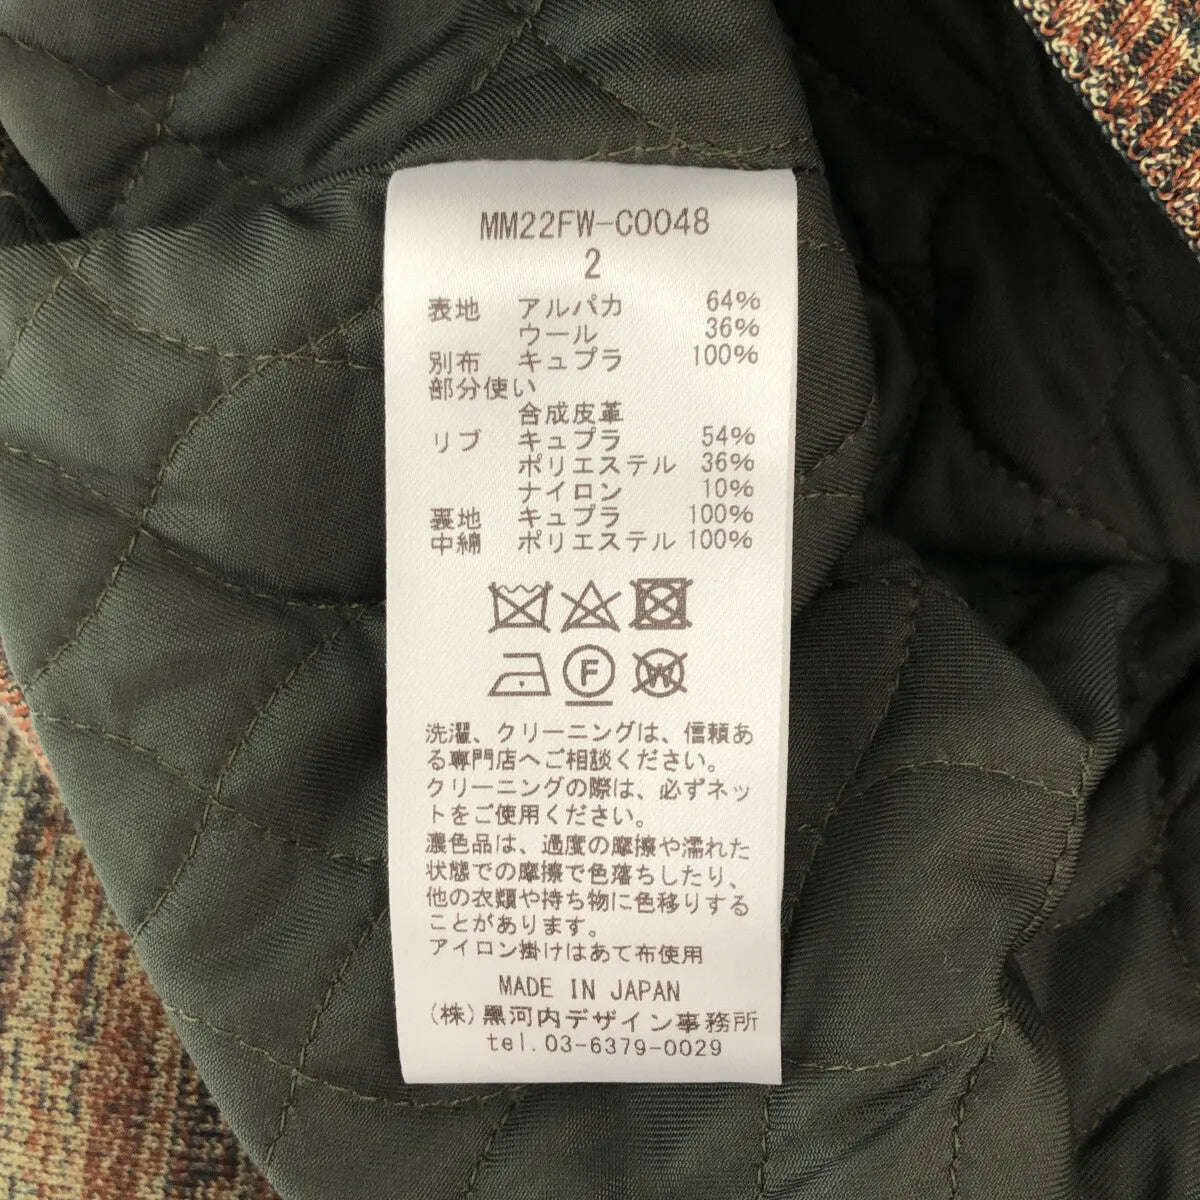 MM22FW-C0048
2
表地 アルパカ 64%
ウール 36%
別布 キュプラ 100%
部分使い
合成皮革
リブ キュプラ 54%
ポリエステル 36%
ナイロン 10%
裏地 キュプラ 100%
中綿 ポリエステル 100%
F W
洗濯、クリーニングは、信頼あ
る専門店へご相談ください。
クリーニングの際は、必ずネッ
トをご使用ください。
濃色品は、過度の摩擦や濡れた
状態での摩擦で色落ちしたり、
他の衣類や持ち物に色移りする
ことがあります。
アイロン掛けはあて布使用
MADE IN JAPAN
(株)黒河内デザイン事務所
tel.03-6379-0029